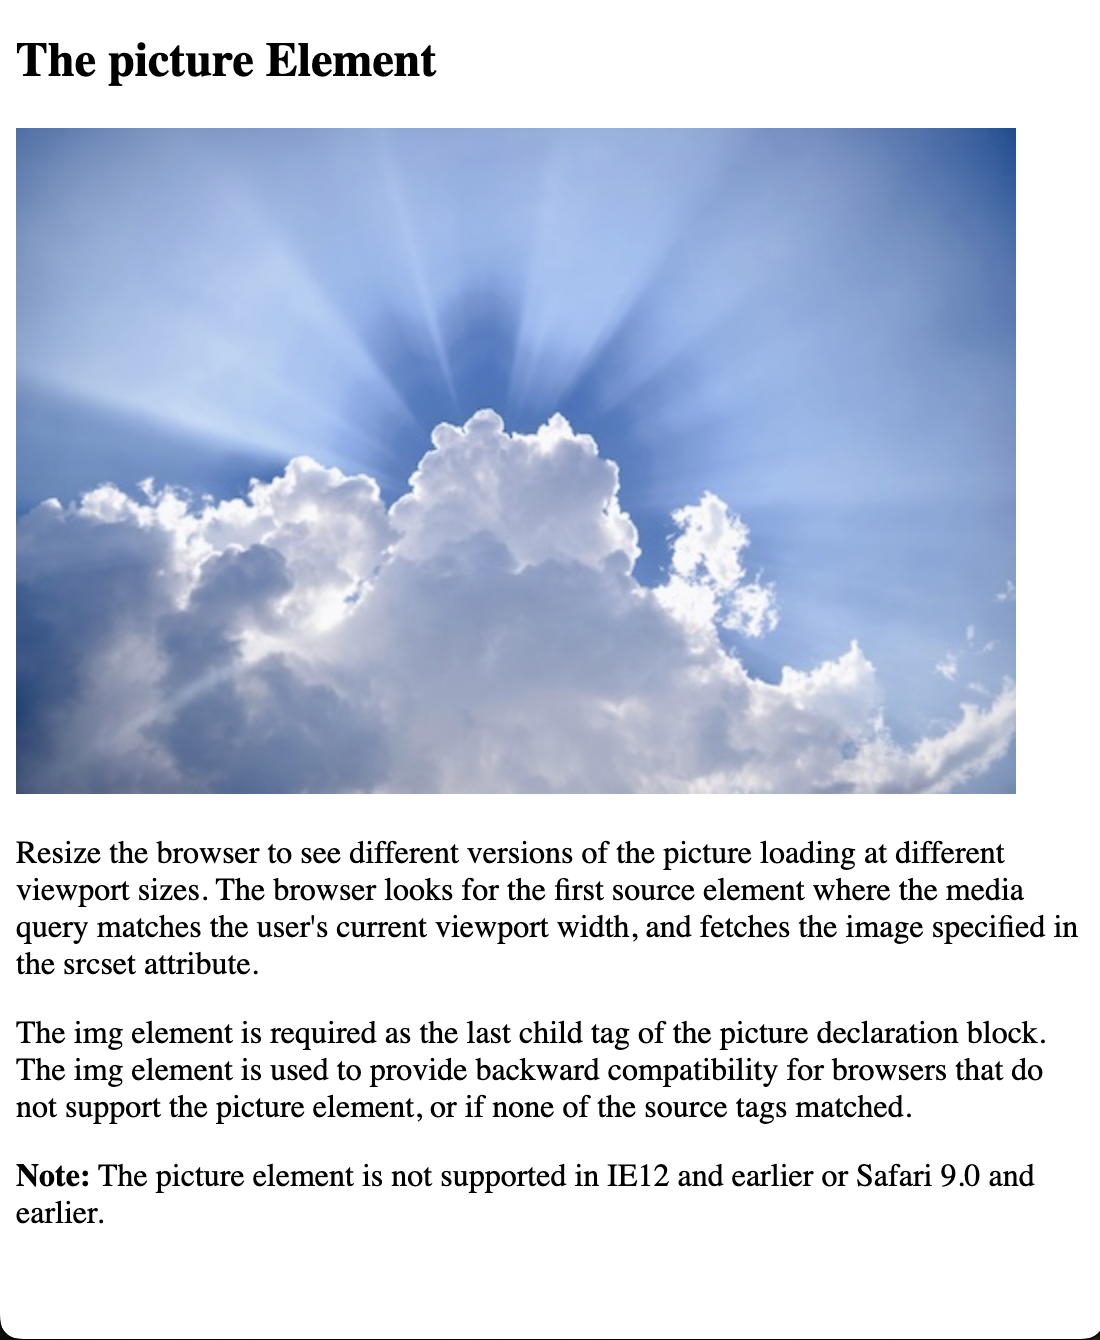 The picture Element
Resize the browser to see different versions of the picture loading at different
viewport sizes. The browser looks for the first source element where the media
query matches the user's current viewport width, and fetches the image specified in
the srcset attribute.
The img element is required as the last child tag of the picture declaration block.
The img element is used to provide backward compatibility for browsers that do
not support the picture element, or if none of the source tags matched.
Note: The picture element is not supported in IE12 and earlier or Safari 9.0 and
earlier.